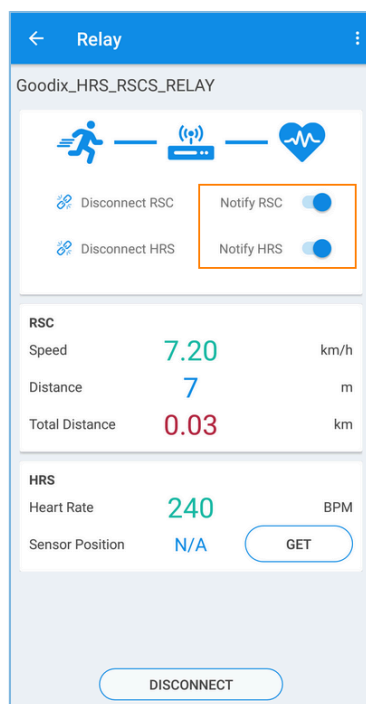 Relay
Goodix_HRS_RSCS_RELAY
Disconnect RSC Notify RSC
Disconnect HRS Notify HRS
RSC
Speed 7.20 km/h
Distance 7 m
Total Distance 0.03 km
HRS
Heart Rate 240 BPM
Sensor Position N/A GET
DISCONNECT